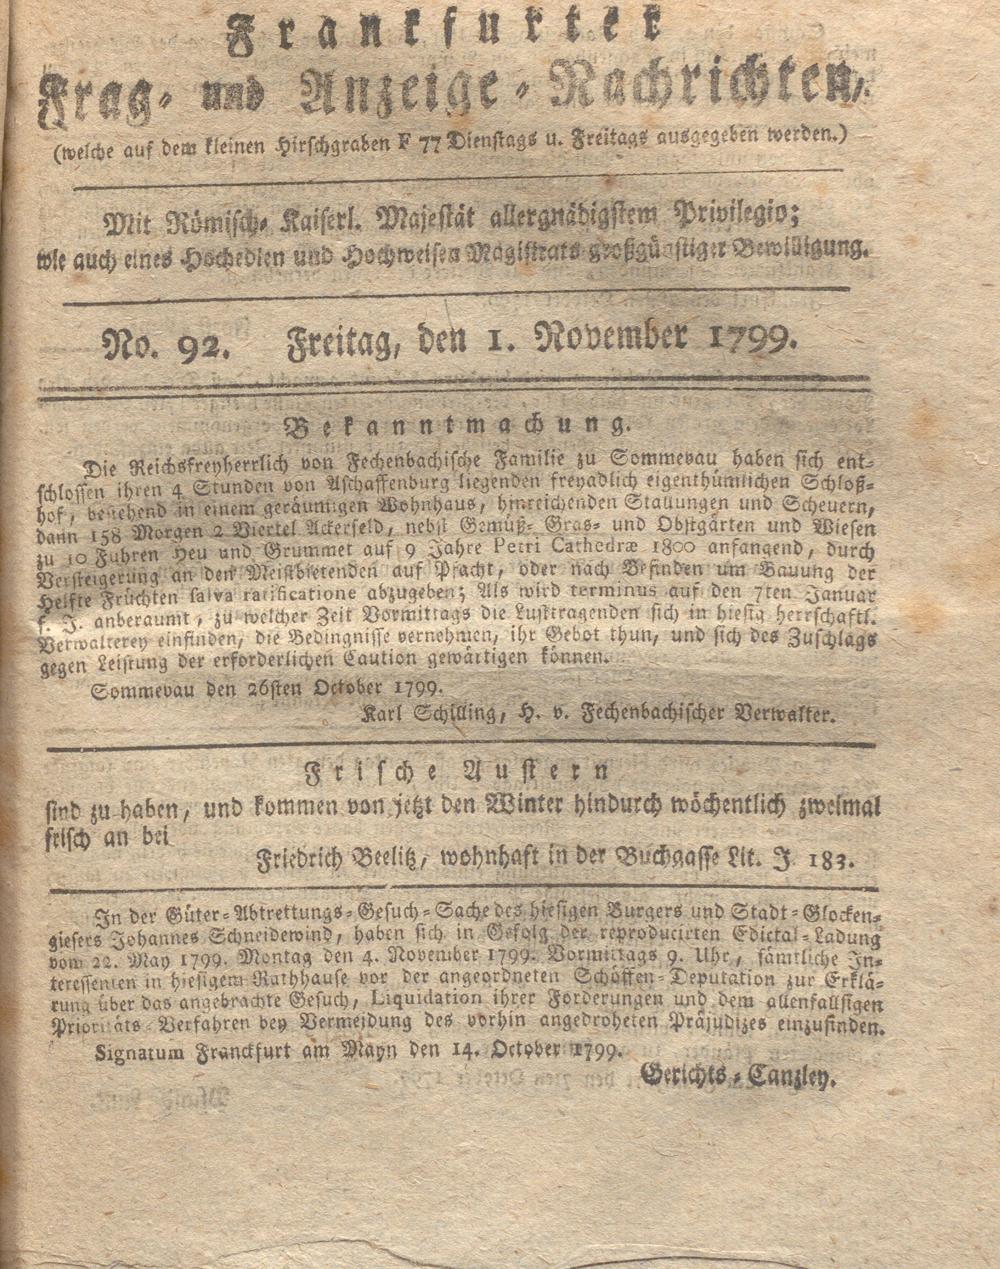 Frankfurter
Frag- und Anzeige-Nachrichten,
(welche auf dem kleinen Hirschgraben F 77 Dienstags u. Freitags ausgegeben werden.)
Mit Römisch- Kaiserl. Majestät allergnädigstem Privilegio;
wie auch eines Hochedlen und Hochweisen Magistrats großgünstiger Bewilligung.
No. 92. Freitag, den 1. November 1799.
Bekanntmachung.
Die Reichsfreyherrlich von Fechenbachische Familie zu Sommerau haben sich ent-
schlossen ihren 4 Stunden von Aschaffenburg liegenden freyadlich eigenthümlichen Schloß-
hof, bestehend in einem geräumigen Wohnhaus, hinreichenden Stallungen und Scheuern,
dann 158 Morgen 2 Viertel Ackerfeld, nebst Gemüß- Gras- und Obstgärten und Wiesen
zu 10 Fuhren Heu und Grummet auf 9 Jahre Petri Cathedræ 1800 anfangend, durch
Versteigerung an den Meistbietenden auf Pfacht, oder nach Befinden um Bauung der
Helfte Früchten salva ratificatione abzugeben; Als wird terminus auf den 7ten Januar
k. J. anberaumt, zu welcher Zeit Vormittags die Lusttragenden sich in hiesig herrschaftl.
Verwalterey einfinden, die Bedingnisse vernehmen, ihr Gebot thun, und sich des Zuschlags
gegen Leistung der erforderlichen Caution gewärtigen können.
Sommerau den 26sten October 1799.
Karl Schilling, H. v. Fechenbachischer Verwalter.
Frische Austern
sind zu haben, und kommen von jetzt den Winter hindurch wöchentlich zweimal
frisch an bei
Friedrich Beelitz, wohnhaft in der Buchgasse Lit. J. 183.
In der Güter-Abtrettungs-Gesuch-Sache des hiesigen Burgers und Stadt-Glocken-
giesers Johannes Schneidewind, haben sich in Gefolg der reproducirten Edictal-Ladung
vom 22. May 1799. Montag den 4. November 1799. Vormittags 9. Uhr, sämtliche In-
teressenten in hiesigem Rathhause vor der angeordneten Schöffen-Deputation zur Erklä-
rung über das angebrachte Gesuch, Liquidation ihrer Forderungen und dem allenfallsigen
Prioritäts-Verfahren bey Vermeidung des vorhin angedroheten Präjudizes einzufinden.
Signatum Franckfurt am Mayn den 14. October 1799.
Gerichts-Canzley.